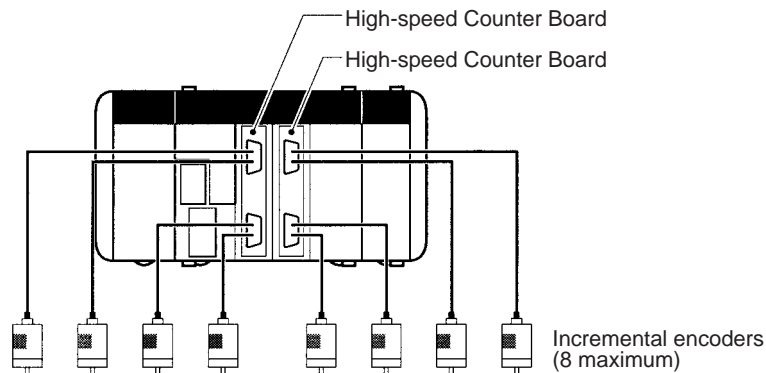 High-speed Counter Board
High-speed Counter Board
Incremental encoders
(8 maximum)